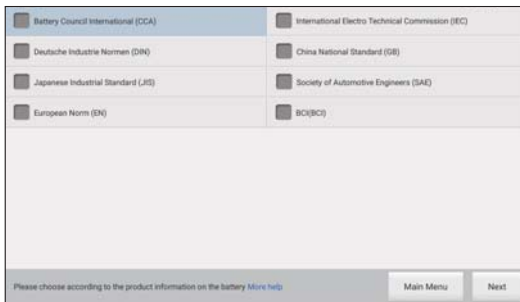 Battery Council International (CCA)
International Electro Technical Commission (IEC)
Deutsche Industrie Normen (DIN)
China National Standard (GB)
Japanese Industrial Standard (JIS)
Society of Automotive Engineers (SAE)
European Norm (EN)
BCI(BCI)
Please choose according to the product information on the battery More help
Main Menu
Next